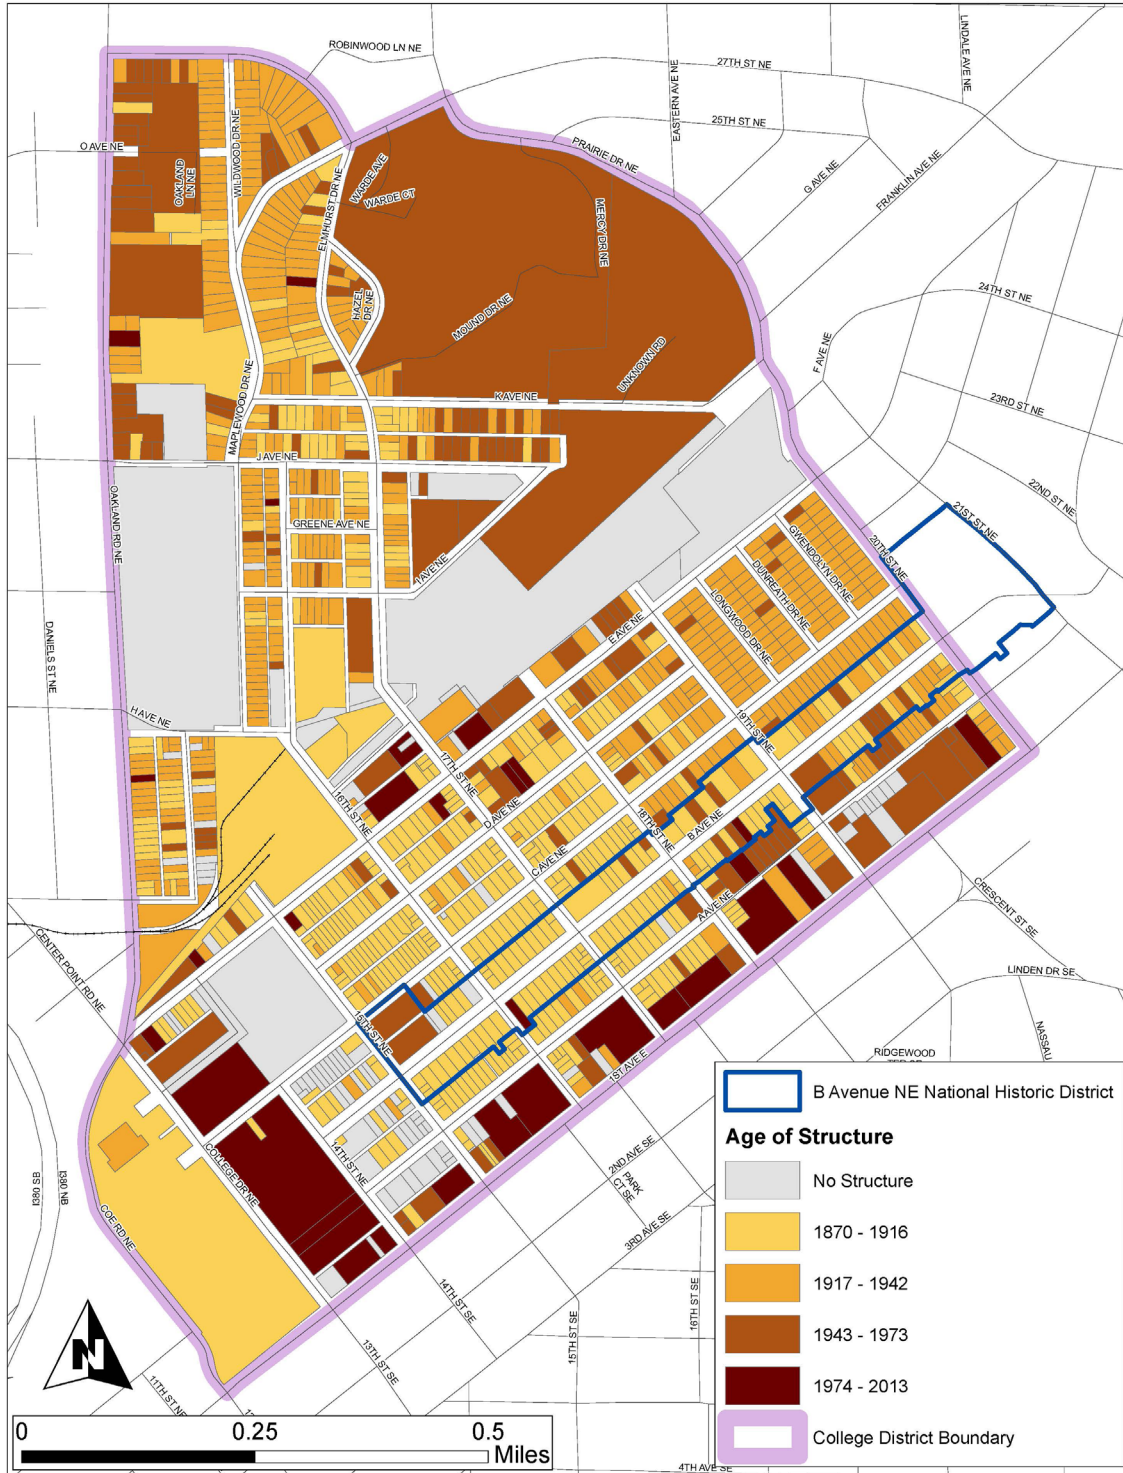 ROBINWOOD LN NE
27TH ST NE
LINDALE AVE NE
EASTERN AVE NE
25TH ST NE
PRAIRIE DR NE
G AVE NE
FRANKLIN AVE NE
O AVE NE
OAKLAND
LN NE
WILDWOOD DR NE
ELMHURST DR NE
WARDE AVE
WARDE CT
MERCY DR NE
HAZEL
DR NE
MOUND DR NE
UNKNOWN RD
24TH ST NE
F AVE NE
23RD ST NE
MAPLEWOOD DR NE
K AVE NE
J AVE NE
22ND ST NE
21ST ST NE
20TH ST NE
OAKLAND RD NE
GREENE AVE NE
I AVE NE
GWENDOLYN DR NE
DUNREATH DR NE
LONGWOOD DR NE
DANIELS ST NE
E AVE NE
H AVE NE
19TH ST NE
17TH ST NE
16TH ST NE
D AVE NE
18TH ST NE
B AVE NE
C AVE NE
A AVE NE
CRESCENT ST SE
LINDEN DR SE
CENTER POINT RD NE
15TH ST NE
NASSAU
RIDGEWOOD
TER SE
1ST AVE E
14TH ST NE
COLLEGE DR NE
2ND AVE SE
PARK
CT SE
3RD AVE SE
I380 SB
I380 NB
COE RD NE
14TH ST SE
16TH ST SE
15TH ST SE
13TH ST SE
11TH ST NE
4TH AVE SE
B Avenue NE National Historic District
Age of Structure
No Structure
1870 - 1916
1917 - 1942
1943 - 1973
1974 - 2013
College District Boundary
N
0 0.25 0.5
Miles